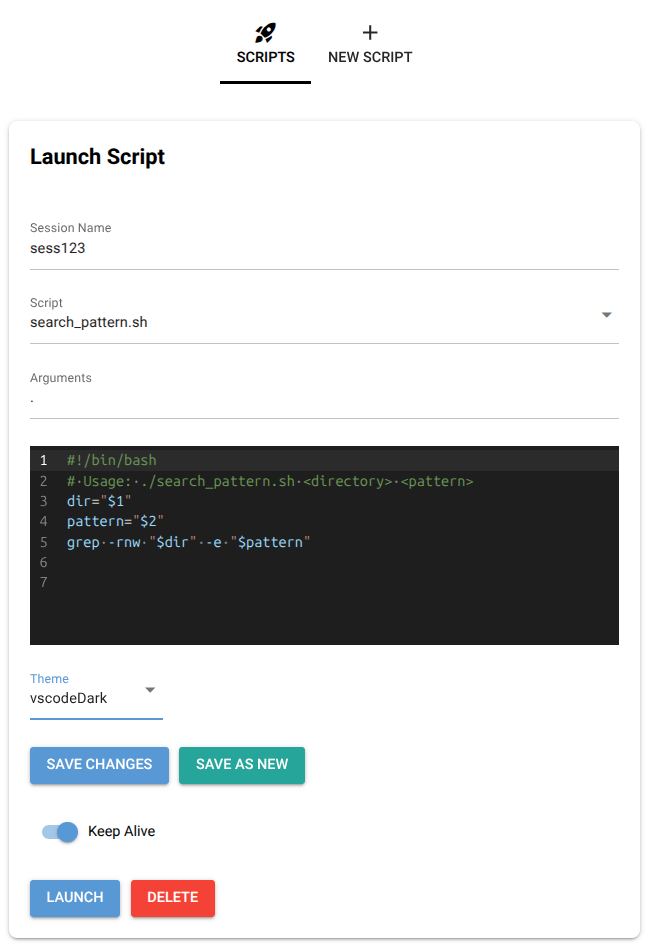 SCRIPTS
NEW SCRIPT
Launch Script
Session Name
sess123
Script
search_pattern.sh
Arguments
.
1 #!/bin/bash
2 # Usage: ./search_pattern.sh <directory> <pattern>
3 dir="$1"
4 pattern="$2"
5 grep -rnw "$dir" -e "$pattern"
6
7
Theme
vscodeDark
SAVE CHANGES
SAVE AS NEW
Keep Alive
LAUNCH
DELETE